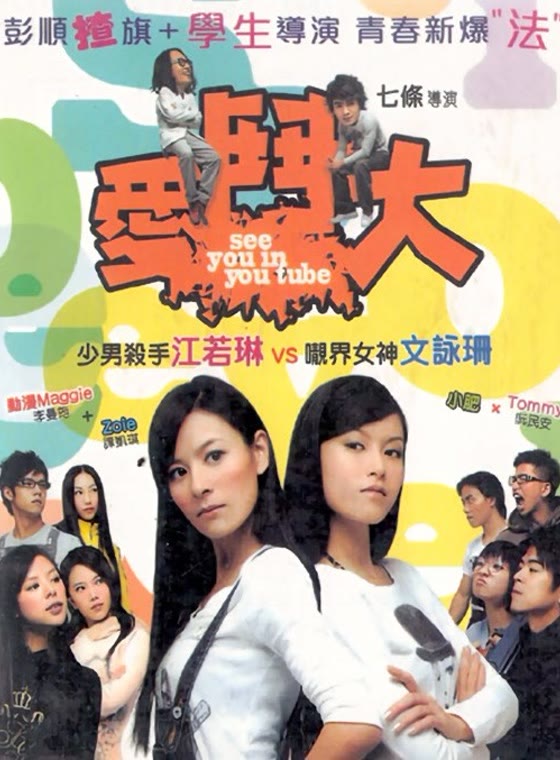 彭順揸旗+學生導演 青春新爆"法"
七條導演
愛鬥大
see
you in
you tube
少男殺手江若琳 VS 嚫界女神文詠珊
動漫Maggie
李曼筠
+
Zoie
譚凱琪
小肥 x Tommy
阮民安